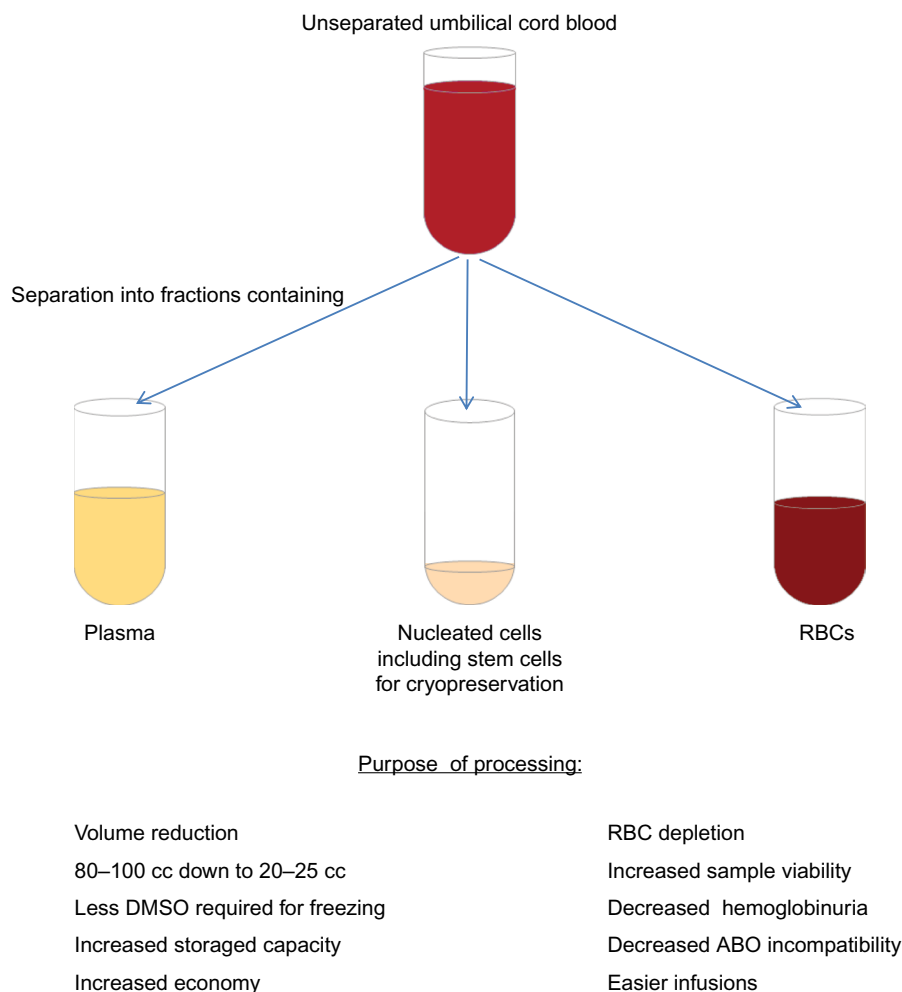 Unseparated umbilical cord blood
Separation into fractions containing
Plasma
Nucleated cells
including stem cells
for cryopreservation
RBCs
Purpose of processing:
Volume reduction
80–100 cc down to 20–25 cc
Less DMSO required for freezing
Increased storaged capacity
Increased economy
RBC depletion
Increased sample viability
Decreased hemoglobinuria
Decreased ABO incompatibility
Easier infusions